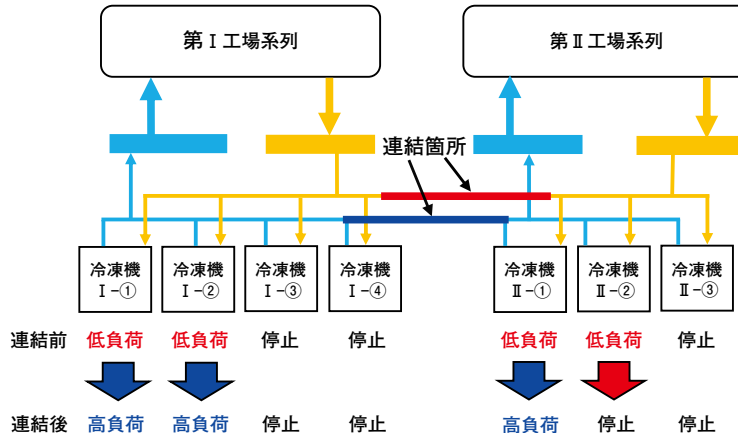 第Ⅰ工場系列
第Ⅱ工場系列
連結箇所
冷凍機
Ⅰ-①
冷凍機
Ⅰ-②
冷凍機
Ⅰ-③
冷凍機
Ⅰ-④
冷凍機
Ⅱ-①
冷凍機
Ⅱ-②
冷凍機
Ⅱ-③
連結前 低負荷 低負荷 停止 停止 低負荷 低負荷 停止
連結後 高負荷 高負荷 停止 停止 高負荷 停止 停止